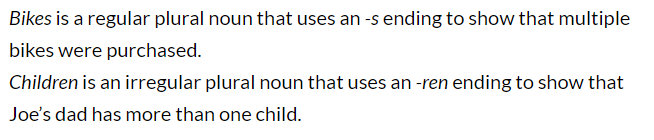 Bikes is a regular plural noun that uses an -s ending to show that multiple
bikes were purchased.
Children is an irregular plural noun that uses an -ren ending to show that
Joe’s dad has more than one child.